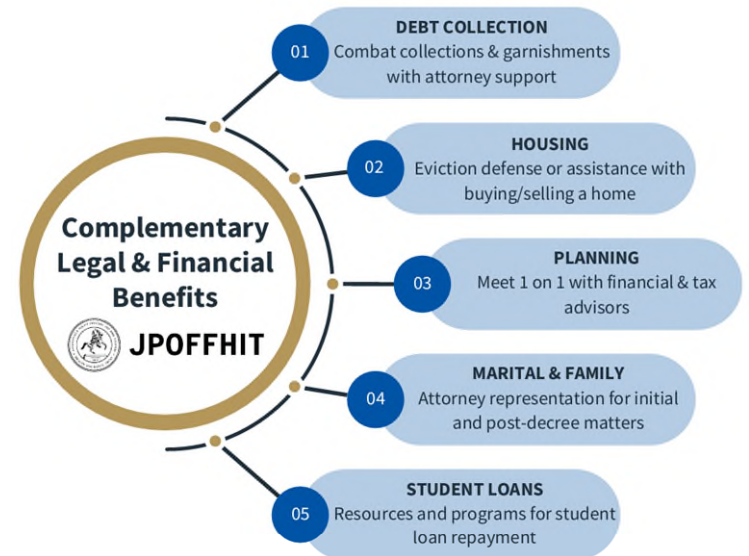 Complementary
Legal & Financial
Benefits
JPOFFHIT
01
DEBT COLLECTION
Combat collections & garnishments
with attorney support
02
HOUSING
Eviction defense or assistance with
buying/selling a home
03
PLANNING
Meet 1 on 1 with financial & tax
advisors
04
MARITAL & FAMILY
Attorney representation for initial
and post-decree matters
05
STUDENT LOANS
Resources and programs for student
loan repayment